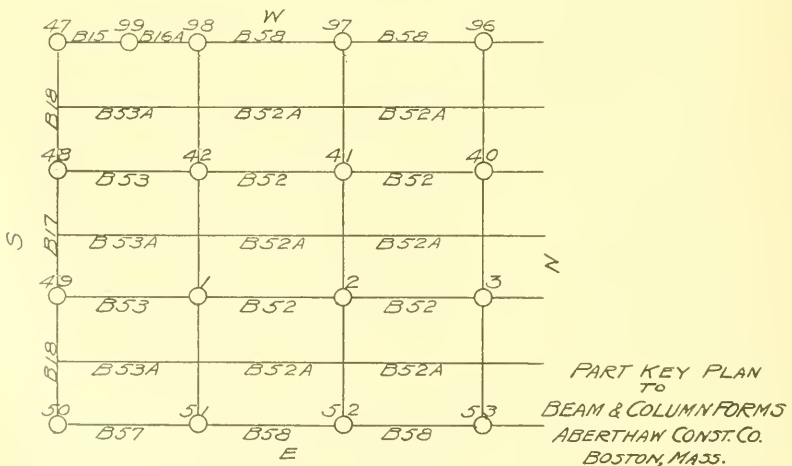 W
47 99 98 97 96
B15 B16A B58 B58
B18
B53A B52A B52A
48 42 41 40
B53 B52 B52
S
B17
B53A B52A B52A
N
49 1 2 3
B53 B52 B52
B18
B53A B52A B52A
50 51 52 53
B57 B58 B58
E
PART KEY PLAN
TO
BEAM & COLUMN FORMS
ABERTHAW CONST. CO.
BOSTON, MASS.